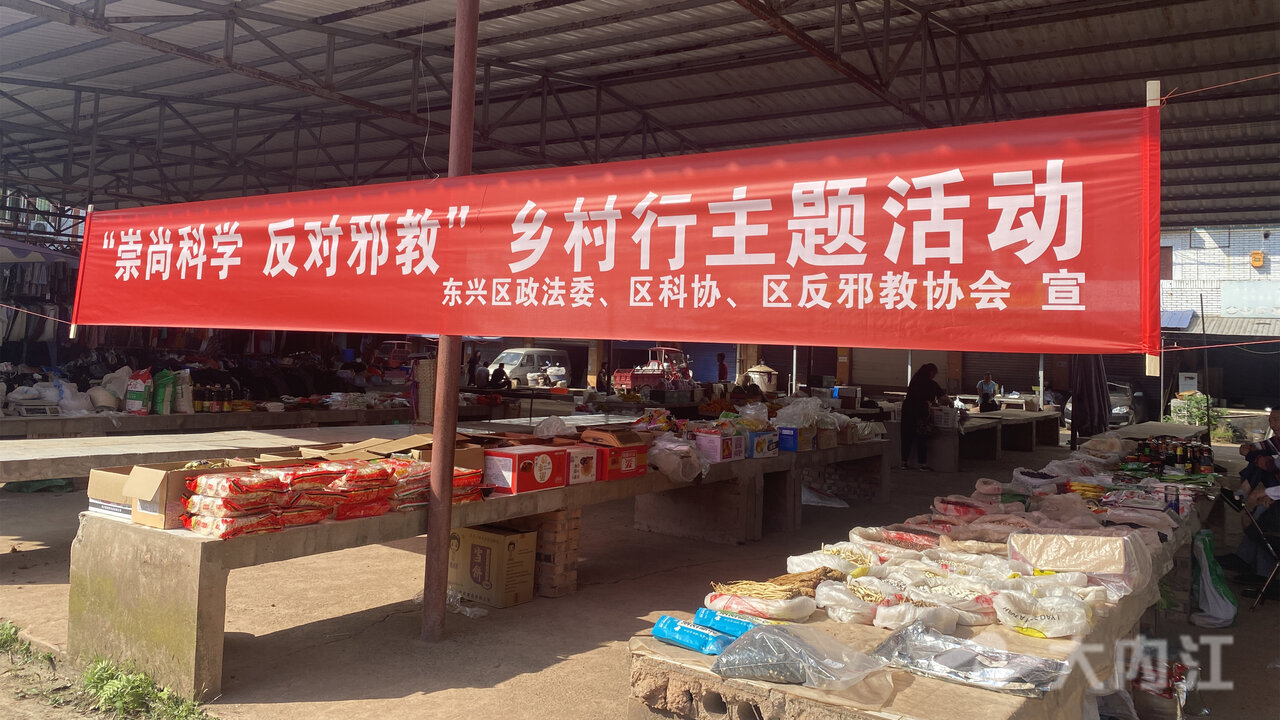 “崇尚科学 反对邪教” 乡村行主题活动
东兴区政法委、区科协、区反邪教协会 宣
大内江